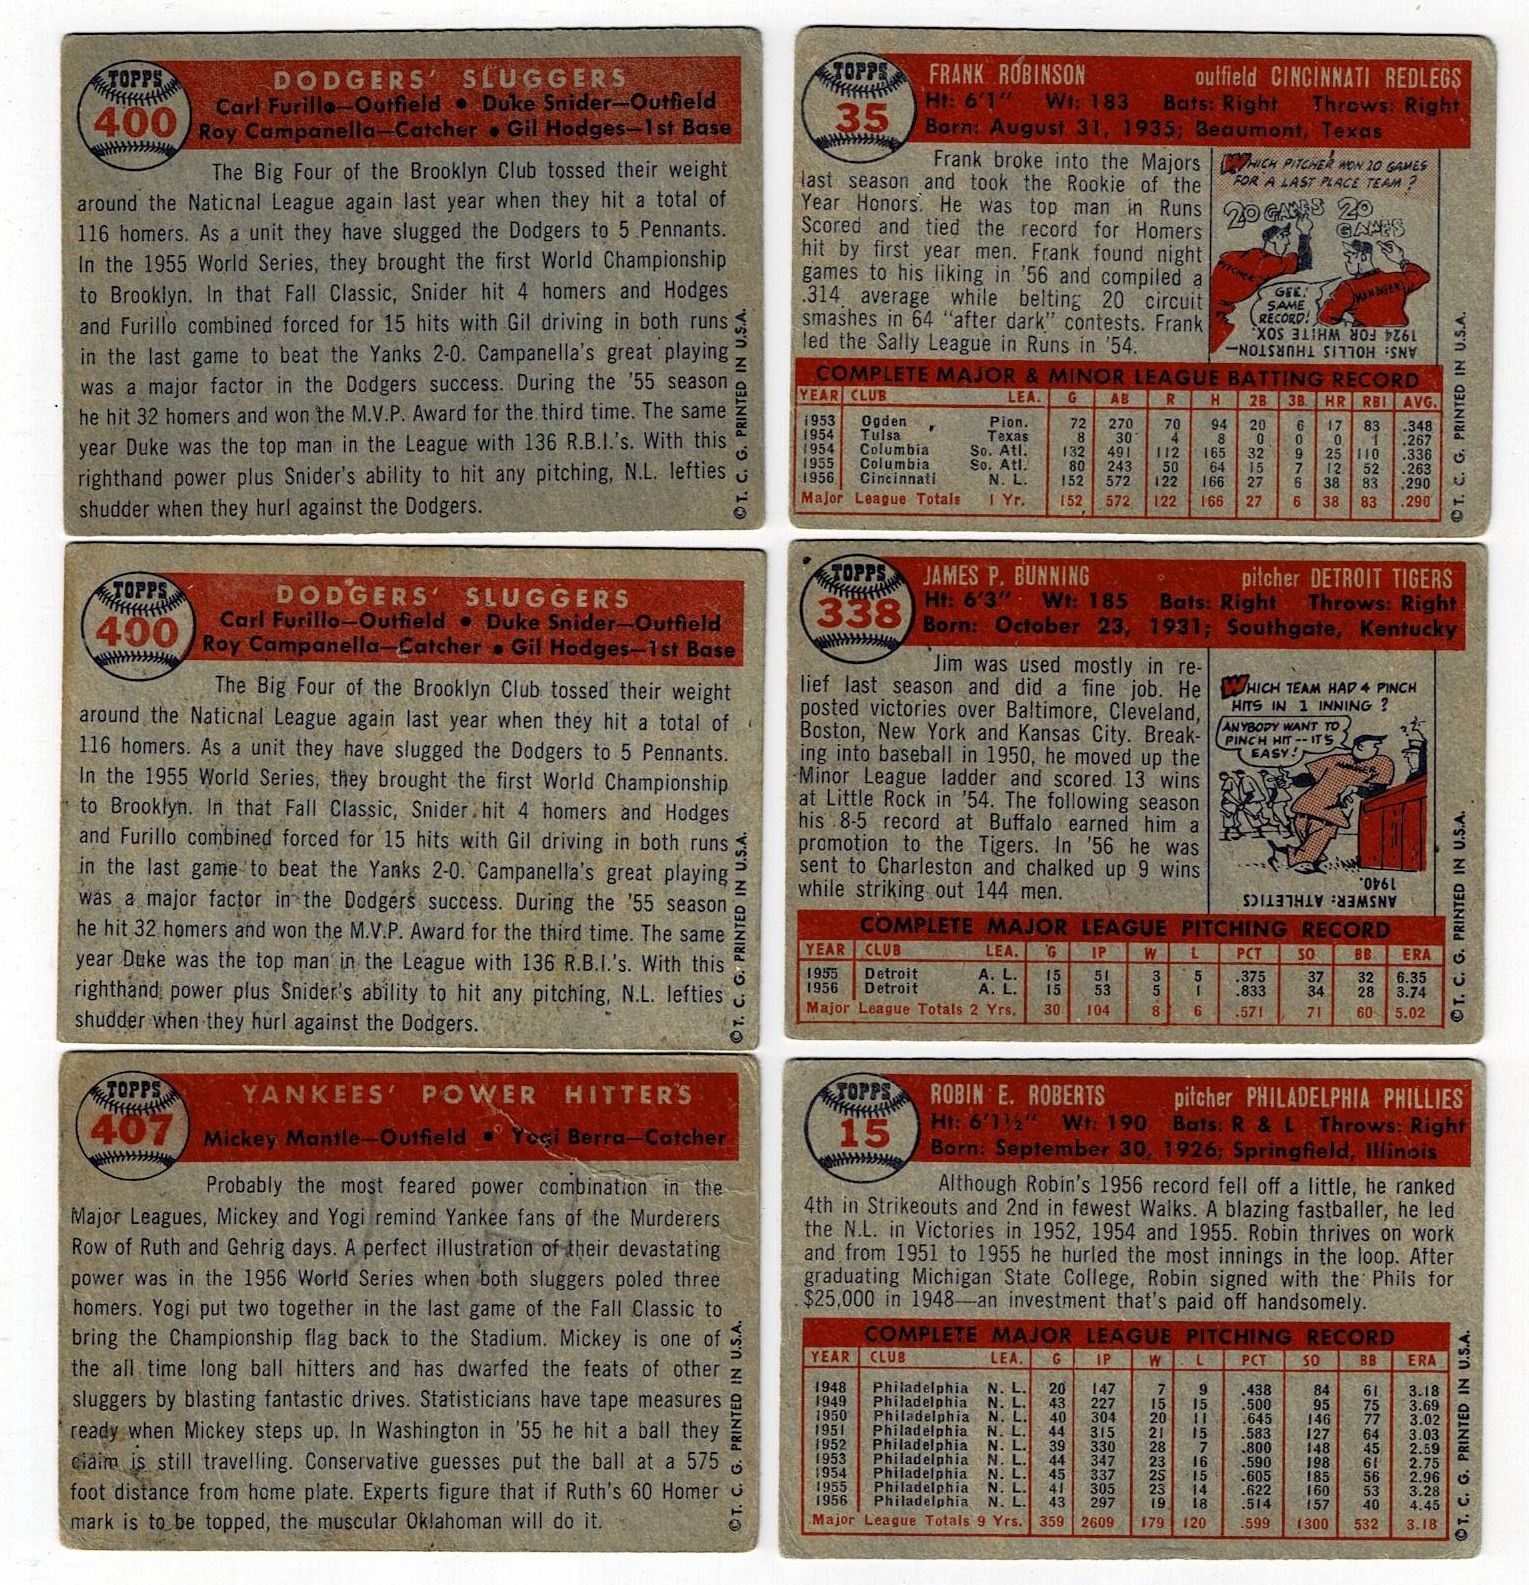 TOPPS
400
DODGERS' SLUGGERS
Carl Furillo—Outfield • Duke Snider—Outfield
Roy Campanella—Catcher • Gil Hodges—1st Base
The Big Four of the Brooklyn Club tossed their weight
around the Naticnal League again last year when they hit a total of
116 homers. As a unit they have slugged the Dodgers to 5 Pennants.
In the 1955 World Series, they brought the first World Championship
to Brooklyn. In that Fall Classic, Snider hit 4 homers and Hodges
and Furillo combined forced for 15 hits with Gil driving in both runs
in the last game to beat the Yanks 2-0. Campanella's great playing
was a major factor in the Dodgers success. During the '55 season
he hit 32 homers and won the M.V.P. Award for the third time. The same
year Duke was the top man in the League with 136 R.B.I.'s. With this
righthand power plus Snider's ability to hit any pitching, N.L. lefties
shudder when they hurl against the Dodgers.
©T. C. G. PRINTED IN U.S.A.
TOPPS
35
FRANK ROBINSON outfield CINCINNATI REDLEGS
Ht: 6'1" Wt: 183 Bats: Right Throws: Right
Born: August 31, 1935; Beaumont, Texas
Frank broke into the Majors
last season and took the Rookie of the
Year Honors. He was top man in Runs
Scored and tied the record for Homers
hit by first year men. Frank found night
games to his liking in '56 and compiled a
.314 average while belting 20 circuit
smashes in 64 "after dark" contests. Frank
led the Sally League in Runs in '54.
WHICH PITCHER WON 20 GAMES
FOR A LAST PLACE TEAM?
20 GAMES 20 GAMES
PITCHER
MANAGER
GEE!
SAME
RECORD!
ANS: HOLLIS THURSTON—
1924 FOR WHITE SOX.
COMPLETE MAJOR & MINOR LEAGUE BATTING RECORD
YEAR CLUB LEA. G AB R H 2B 3B HR RBI AVG.
1953 Ogden Pion. 72 270 70 94 20 6 17 83 .348
1954 Tulsa Texas 8 30 4 8 0 0 0 1 .267
1954 Columbia So. Atl. 132 491 112 165 32 9 25 110 .336
1955 Columbia So. Atl. 80 243 50 64 15 7 12 52 .263
1956 Cincinnati N. L. 152 572 122 166 27 6 38 83 .290
Major League Totals 1 Yr. 152 572 122 166 27 6 38 83 .290
©T. C. G. PRINTED IN U.S.A.
TOPPS
400
DODGERS' SLUGGERS
Carl Furillo—Outfield • Duke Snider—Outfield
Roy Campanella—Catcher • Gil Hodges—1st Base
The Big Four of the Brooklyn Club tossed their weight
around the Naticnal League again last year when they hit a total of
116 homers. As a unit they have slugged the Dodgers to 5 Pennants.
In the 1955 World Series, they brought the first World Championship
to Brooklyn. In that Fall Classic, Snider hit 4 homers and Hodges
and Furillo combined forced for 15 hits with Gil driving in both runs
in the last game to beat the Yanks 2-0. Campanella's great playing
was a major factor in the Dodgers success. During the '55 season
he hit 32 homers and won the M.V.P. Award for the third time. The same
year Duke was the top man in the League with 136 R.B.I.'s. With this
righthand power plus Snider's ability to hit any pitching, N.L. lefties
shudder when they hurl against the Dodgers.
©T. C. G. PRINTED IN U.S.A.
TOPPS
338
JAMES P. BUNNING pitcher DETROIT TIGERS
Ht: 6'3" Wt: 185 Bats: Right Throws: Right
Born: October 23, 1931; Southgate, Kentucky
Jim was used mostly in re-
lief last season and did a fine job. He
posted victories over Baltimore, Cleveland,
Boston, New York and Kansas City. Break-
ing into baseball in 1950, he moved up the
Minor League ladder and scored 13 wins
at Little Rock in '54. The following season
his 8-5 record at Buffalo earned him a
promotion to the Tigers. In '56 he was
sent to Charleston and chalked up 9 wins
while striking out 144 men.
WHICH TEAM HAD 4 PINCH
HITS IN 1 INNING?
ANYBODY WANT TO
PINCH HIT--IT'S
EASY!
ANSWER: ATHLETICS
1940.
COMPLETE MAJOR LEAGUE PITCHING RECORD
YEAR CLUB LEA. G IP W L PCT SO BB ERA
1955 Detroit A. L. 15 51 3 5 .375 37 32 6.35
1956 Detroit A. L. 15 53 5 1 .833 34 28 3.74
Major League Totals 2 Yrs. 30 104 8 6 .571 71 60 5.02
©T. C. G. PRINTED IN U.S.A.
TOPPS
407
YANKEES' POWER HITTERS
Mickey Mantle—Outfield • Yogi Berra—Catcher
Probably the most feared power combination in the
Major Leagues, Mickey and Yogi remind Yankee fans of the Murderers
Row of Ruth and Gehrig days. A perfect illustration of their devastating
power was in the 1956 World Series when both sluggers poled three
homers. Yogi put two together in the last game of the Fall Classic to
bring the Championship flag back to the Stadium. Mickey is one of
the all time long ball hitters and has dwarfed the feats of other
sluggers by blasting fantastic drives. Statisticians have tape measures
ready when Mickey steps up. In Washington in '55 he hit a ball they
claim is still travelling. Conservative guesses put the ball at a 575
foot distance from home plate. Experts figure that if Ruth's 60 Homer
mark is to be topped, the muscular Oklahoman will do it.
©T. C. G. PRINTED IN U.S.A.
TOPPS
15
ROBIN E. ROBERTS pitcher PHILADELPHIA PHILLIES
Ht: 6'1½" Wt: 190 Bats: R & L Throws: Right
Born: September 30, 1926; Springfield, Illinois
Although Robin's 1956 record fell off a little, he ranked
4th in Strikeouts and 2nd in fewest Walks. A blazing fastballer, he led
the N.L. in Victories in 1952, 1954 and 1955. Robin thrives on work
and from 1951 to 1955 he hurled the most innings in the loop. After
graduating Michigan State College, Robin signed with the Phils for
$25,000 in 1948—an investment that's paid off handsomely.
COMPLETE MAJOR LEAGUE PITCHING RECORD
YEAR CLUB LEA. G IP W L PCT SO BB ERA
1948 Philadelphia N. L. 20 147 7 9 .438 84 61 3.18
1949 Philadelphia N. L. 43 227 15 15 .500 95 75 3.69
1950 Philadelphia N. L. 40 304 20 11 .645 146 77 3.02
1951 Philadelphia N. L. 44 315 21 15 .583 127 64 3.03
1952 Philadelphia N. L. 39 330 28 7 .800 148 45 2.59
1953 Philadelphia N. L. 44 347 23 16 .590 198 61 2.75
1954 Philadelphia N. L. 45 337 25 15 .605 185 56 2.96
1955 Philadelphia N. L. 41 305 23 14 .622 160 53 3.28
1956 Philadelphia N. L. 43 297 19 18 .514 157 40 4.45
Major League Totals 9 Yrs. 359 2609 179 120 .599 1300 532 3.18
©T. C. G. PRINTED IN U.S.A.